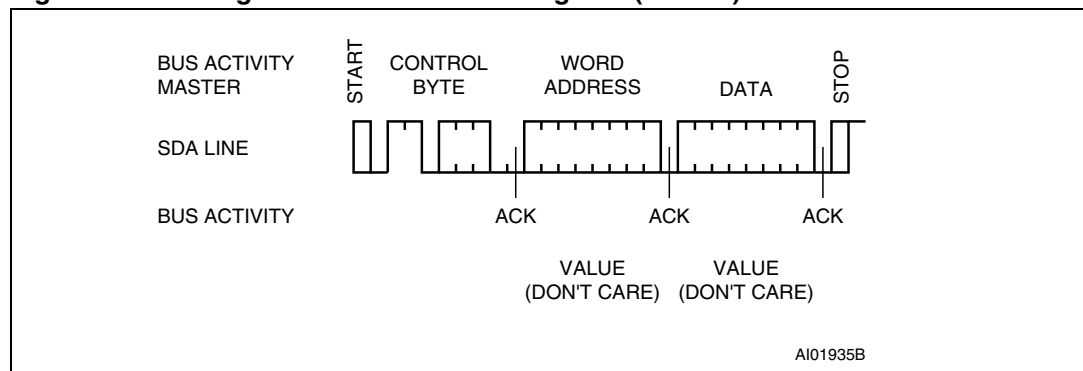 BUS ACTIVITY
MASTER
START
CONTROL
BYTE
WORD
ADDRESS
DATA
STOP
SDA LINE
BUS ACTIVITY
ACK
ACK
ACK
VALUE
(DON'T CARE)
VALUE
(DON'T CARE)
AI01935B